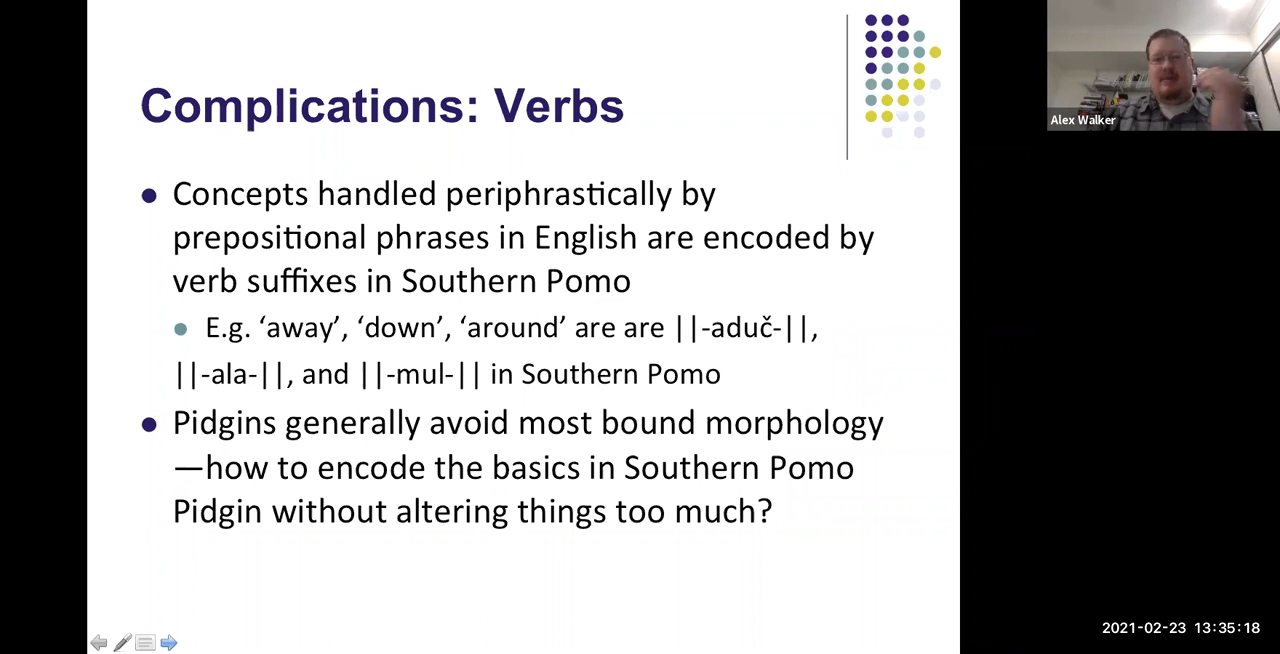 Complications: Verbs
Concepts handled periphrastically by
prepositional phrases in English are encoded by
verb suffixes in Southern Pomo
E.g. ‘away’, ‘down’, ‘around’ are are ||-aduč-||,
||-ala-||, and ||-mul-|| in Southern Pomo
Pidgins generally avoid most bound morphology
—how to encode the basics in Southern Pomo
Pidgin without altering things too much?
Alex Walker
2021-02-23 13:35:18